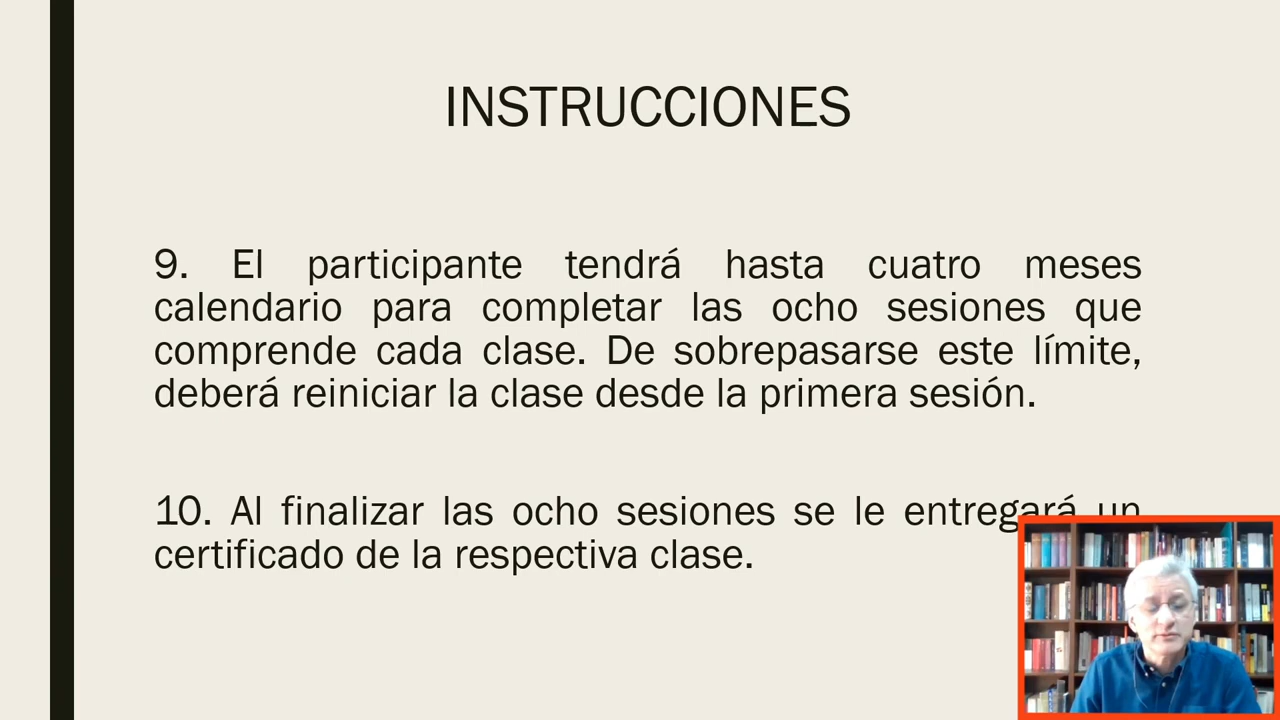 INSTRUCCIONES
9. El participante tendrá hasta cuatro meses
calendario para completar las ocho sesiones que
comprende cada clase. De sobrepasarse este límite,
deberá reiniciar la clase desde la primera sesión.
10. Al finalizar las ocho sesiones se le entregará un
certificado de la respectiva clase.